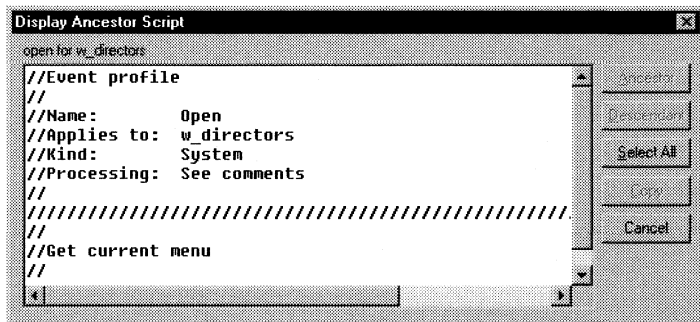 Display Ancestor Script
open for w_directors
//Event profile
//
//Name:          Open
//Applies to:  w_directors
//Kind:          System
//Processing:  See comments
//
//////////////////////////////////////////////////////
//
//Get current menu
//
Ancestor
Descendant
Select All
Copy
Cancel